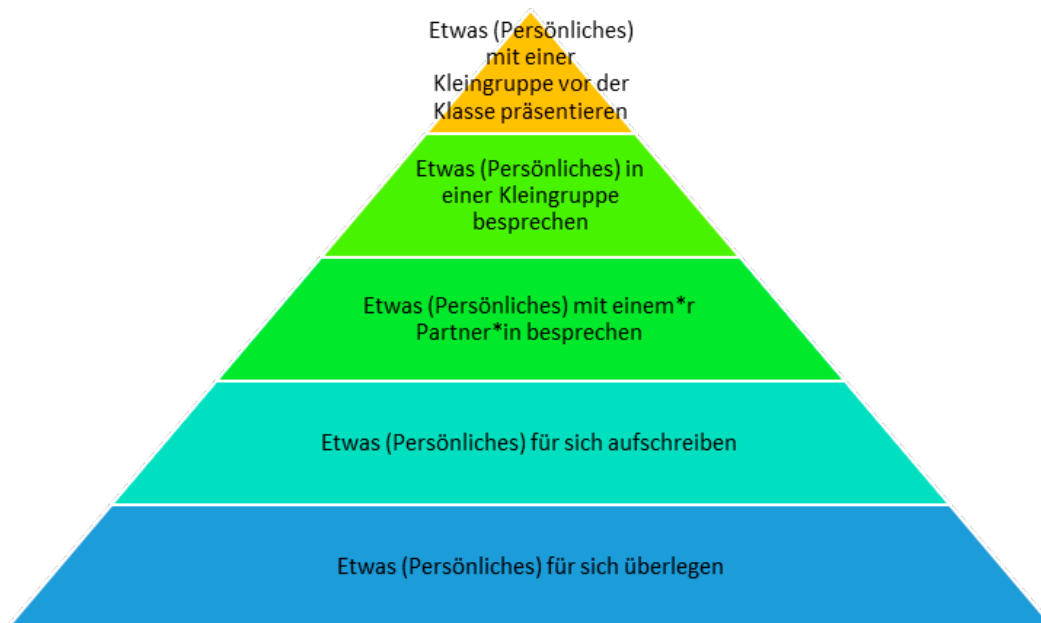 Etwas (Persönliches)
mit einer
Kleingruppe vor der
Klasse präsentieren
Etwas (Persönliches) in
einer Kleingruppe
besprechen
Etwas (Persönliches) mit einem*r
Partner*in besprechen
Etwas (Persönliches) für sich aufschreiben
Etwas (Persönliches) für sich überlegen